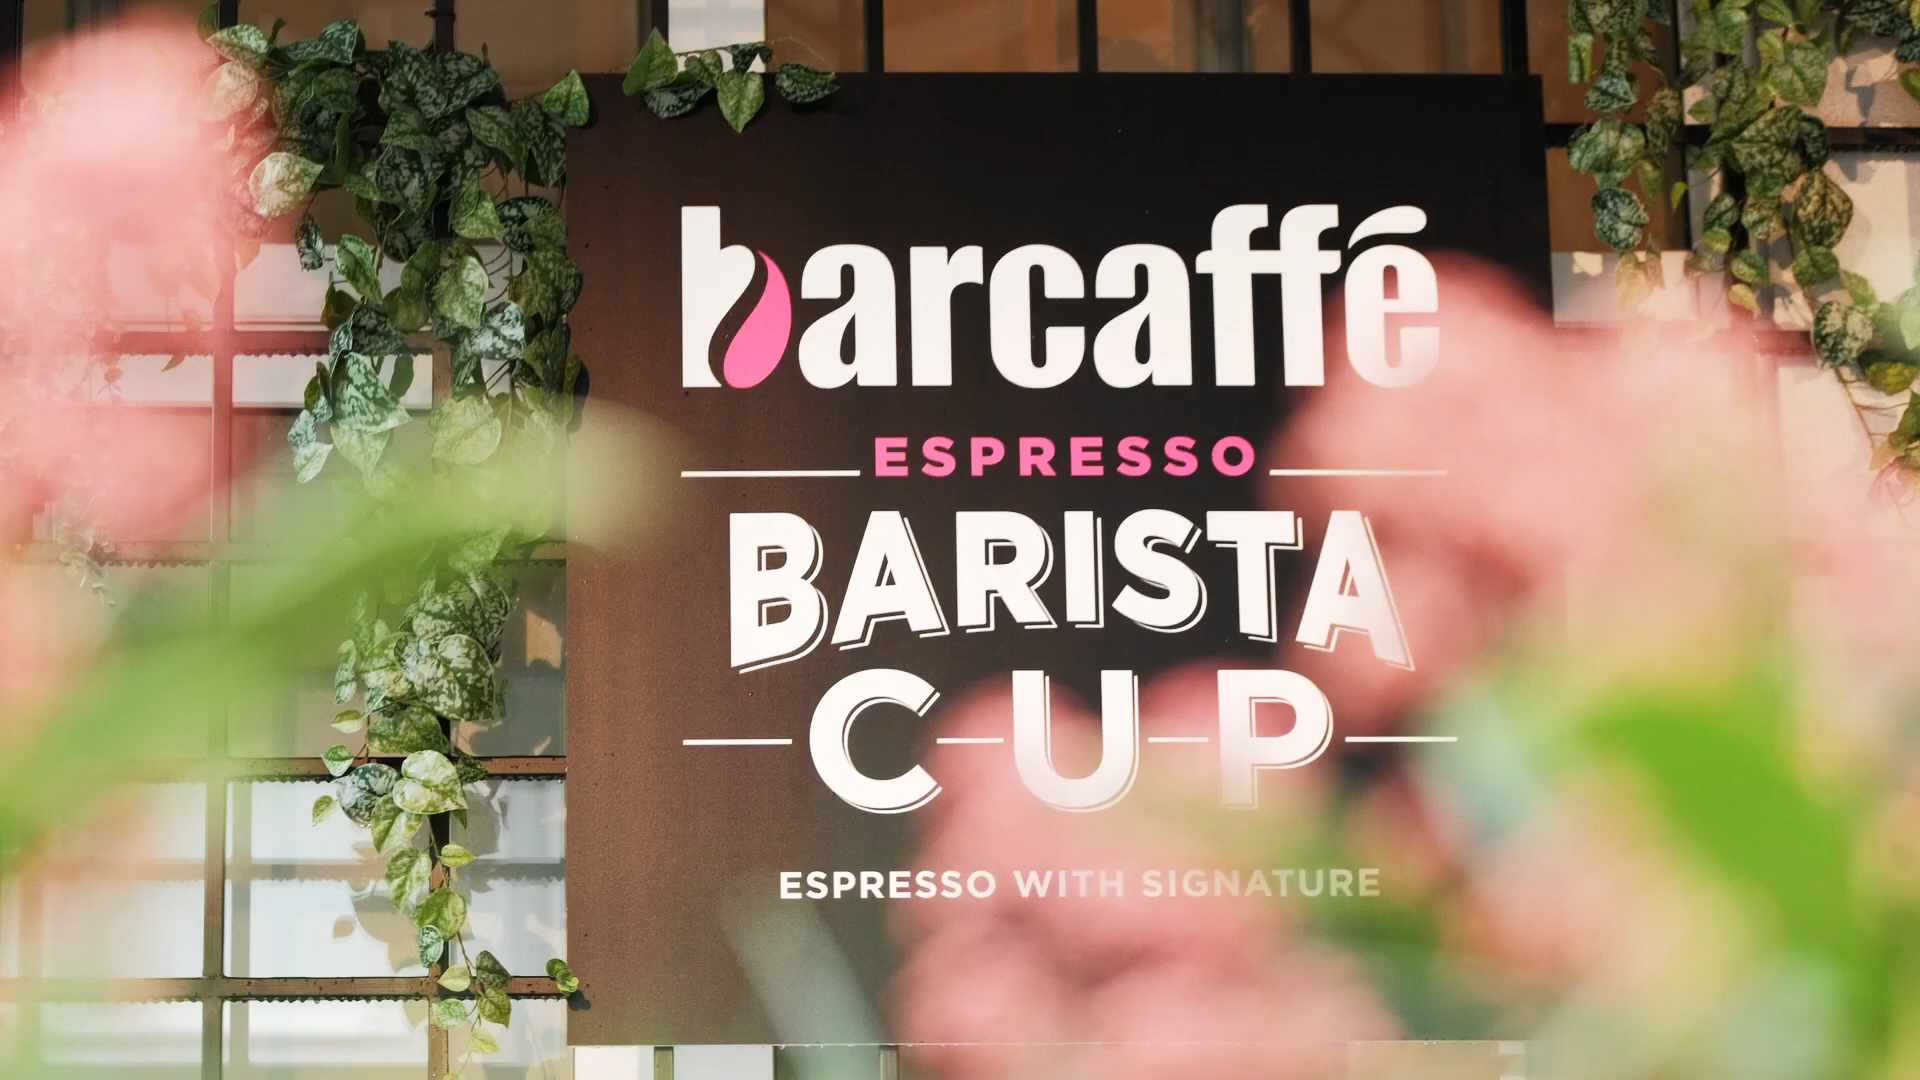 barcaffé
ESPRESSO
BARISTA
CUP
ESPRESSO WITH SIGNATURE